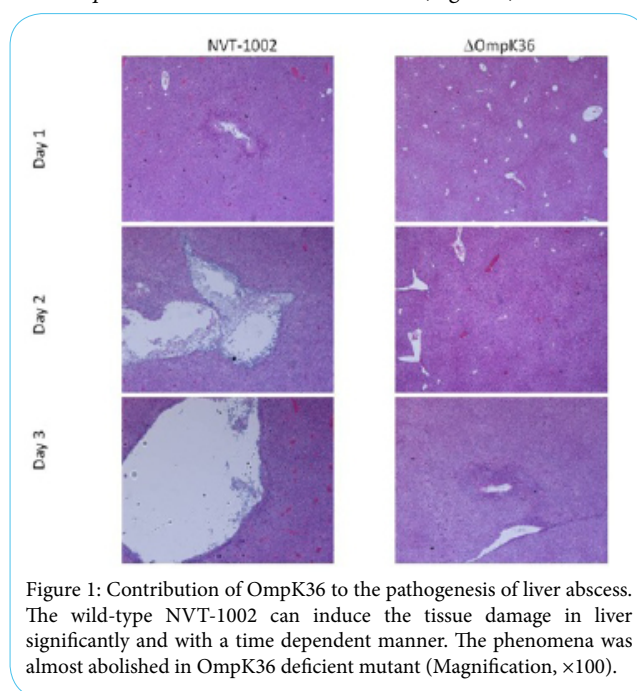 NVT-1002
ΔOmpK36
Day 1
Day 2
Day 3
Figure 1: Contribution of OmpK36 to the pathogenesis of liver abscess.
The wild-type NVT-1002 can induce the tissue damage in liver
significantly and with a time dependent manner. The phenomena was
almost abolished in OmpK36 deficient mutant (Magnification, ×100).